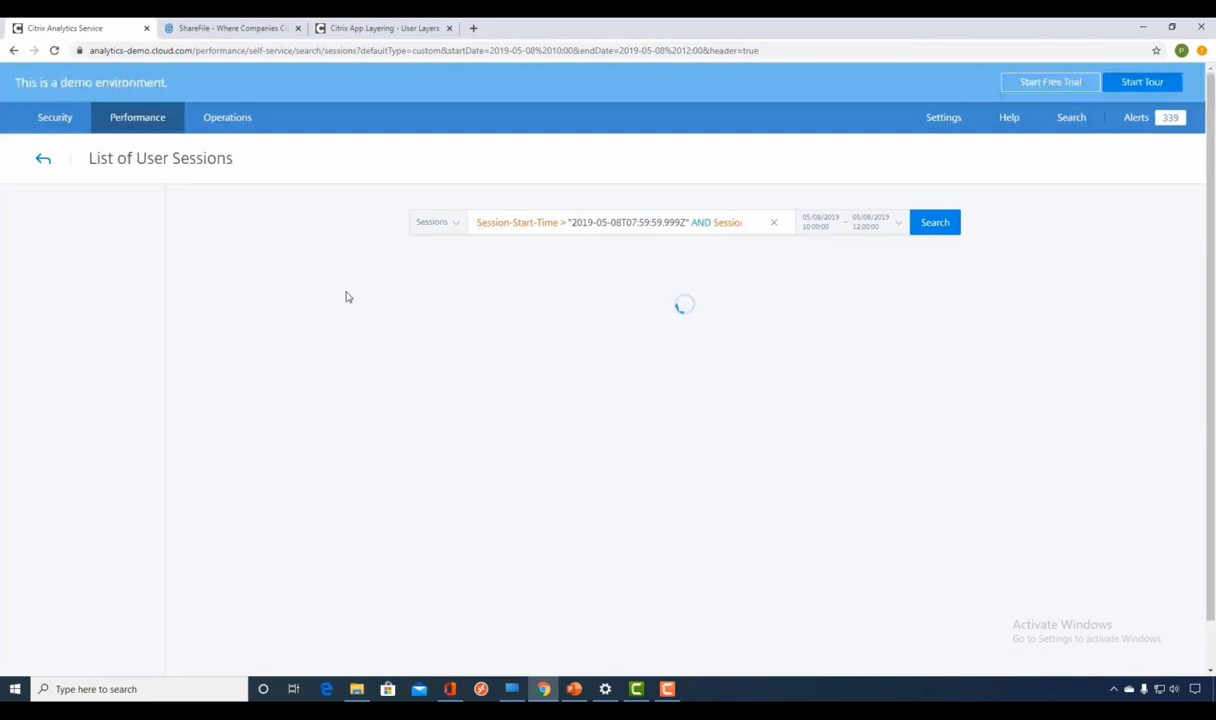 Citrix Analytics Service
ShareFile - Where Companies Co
Citrix App Layering - User Layers
analytics-demo.cloud.com/performance/self-service/search/sessions?defaultType=custom&startDate=2019-05-08%2010:00&endDate=2019-05-08%2012:00&header=true
P
This is a demo environment.
Start Free Trial
Start Tour
Security
Performance
Operations
Settings
Help
Search
Alerts
339
List of User Sessions
Sessions
Session-Start-Time > "2019-05-08T07:59:59.999Z" AND Session
05/08/2019 10:00:00
~
05/08/2019 12:00:00
Search
Activate Windows
Go to Settings to activate Windows.
Type here to search